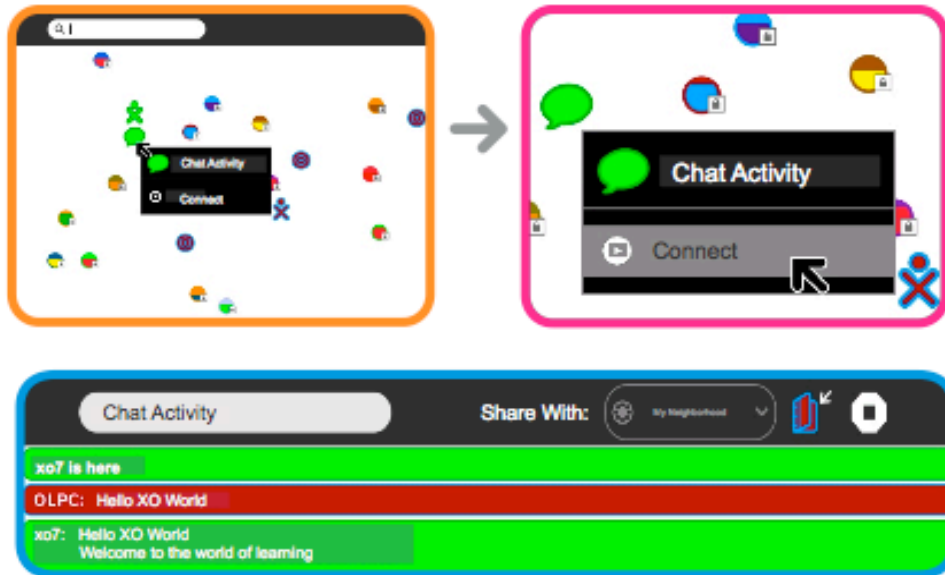 Chat Activity
Connect
Chat Activity
Connect
Chat Activity
Share With:
My Neighborhood
xo7 is here
OLPC: Hello XO World
xo7: Hello XO World
Welcome to the world of learning